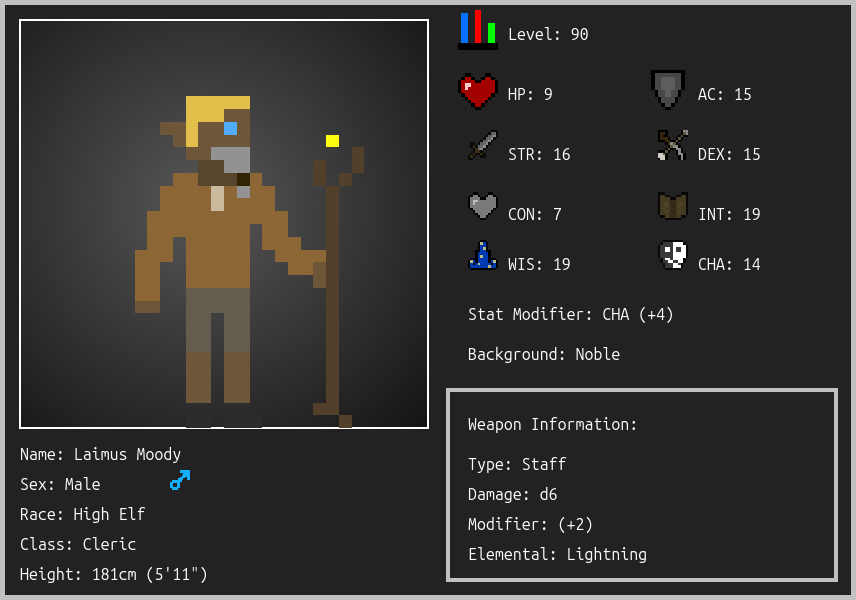 Level: 90
HP: 9
AC: 15
STR: 16
DEX: 15
CON: 7
INT: 19
WIS: 19
CHA: 14
Stat Modifier: CHA (+4)
Background: Noble
Weapon Information:
Type: Staff
Damage: d6
Modifier: (+2)
Elemental: Lightning
Name: Laimus Moody
Sex: Male
Race: High Elf
Class: Cleric
Height: 181cm (5'11")